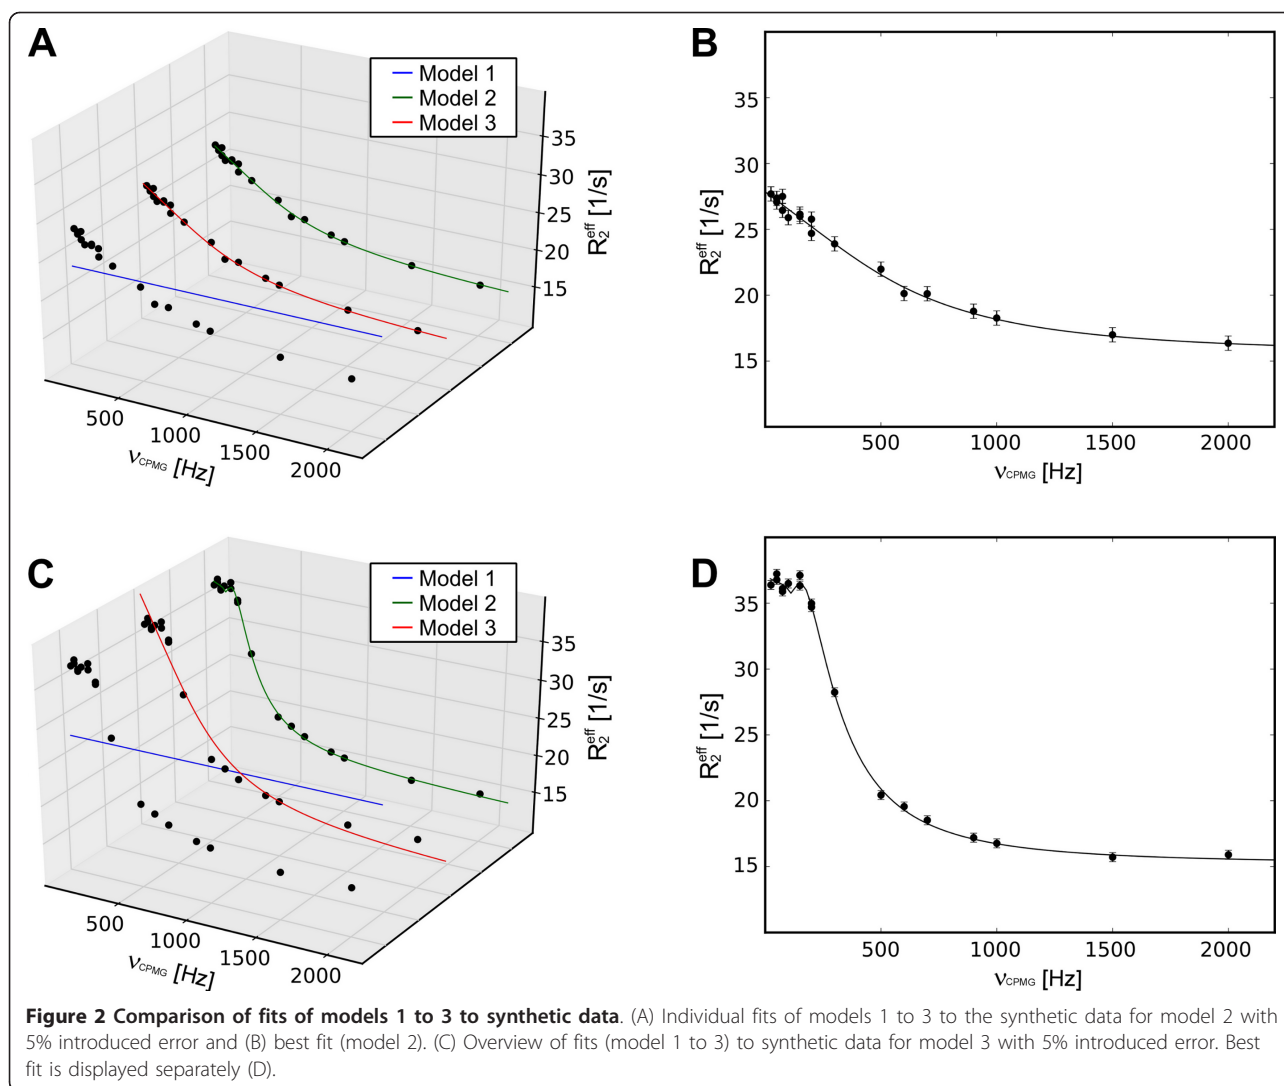 A
Model 1
Model 2
Model 3
35
30
25
20
15
R2eff [1/s]
500
1000
1500
2000
νCPMG [Hz]
B
35
30
25
20
15
R2eff [1/s]
500
1000
1500
2000
νCPMG [Hz]
C
Model 1
Model 2
Model 3
35
30
25
20
15
R2eff [1/s]
500
1000
1500
2000
νCPMG [Hz]
D
35
30
25
20
15
R2eff [1/s]
500
1000
1500
2000
νCPMG [Hz]
Figure 2 Comparison of fits of models 1 to 3 to synthetic data. (A) Individual fits of models 1 to 3 to the synthetic data for model 2 with
5% introduced error and (B) best fit (model 2). (C) Overview of fits (model 1 to 3) to synthetic data for model 3 with 5% introduced error. Best
fit is displayed separately (D).